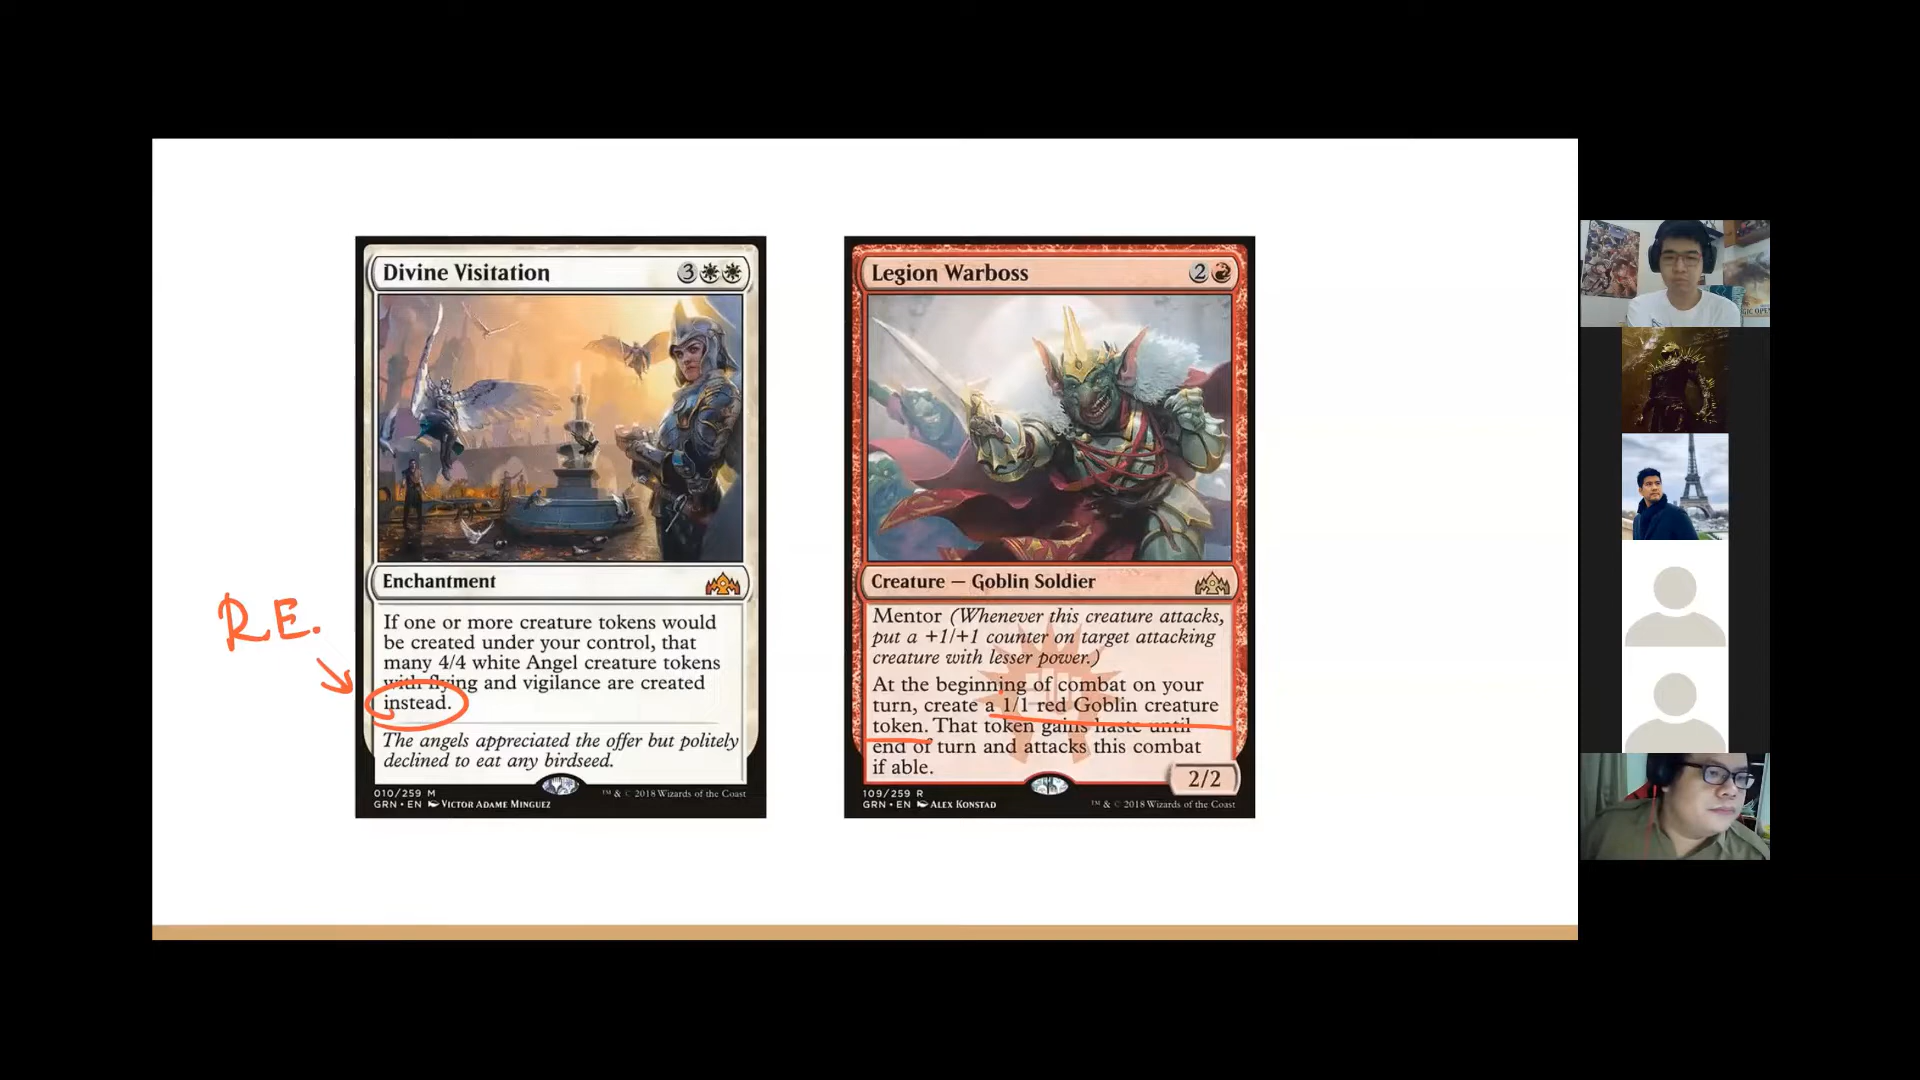 Divine Visitation 3
Enchantment
If one or more creature tokens would
be created under your control, that
many 4/4 white Angel creature tokens
with flying and vigilance are created
instead.
The angels appreciated the offer but politely
declined to eat any birdseed.
010/259 M
GRN • EN Victor Adame Minguez
™ & © 2018 Wizards of the Coast
R.E.
Legion Warboss 2
Creature — Goblin Soldier
Mentor (Whenever this creature attacks,
put a +1/+1 counter on target attacking
creature with lesser power.)
At the beginning of combat on your
turn, create a 1/1 red Goblin creature
token. That token gains haste until
end of turn and attacks this combat
if able.
2/2
109/259 R
GRN • EN Alex Konstad
™ & © 2018 Wizards of the Coast